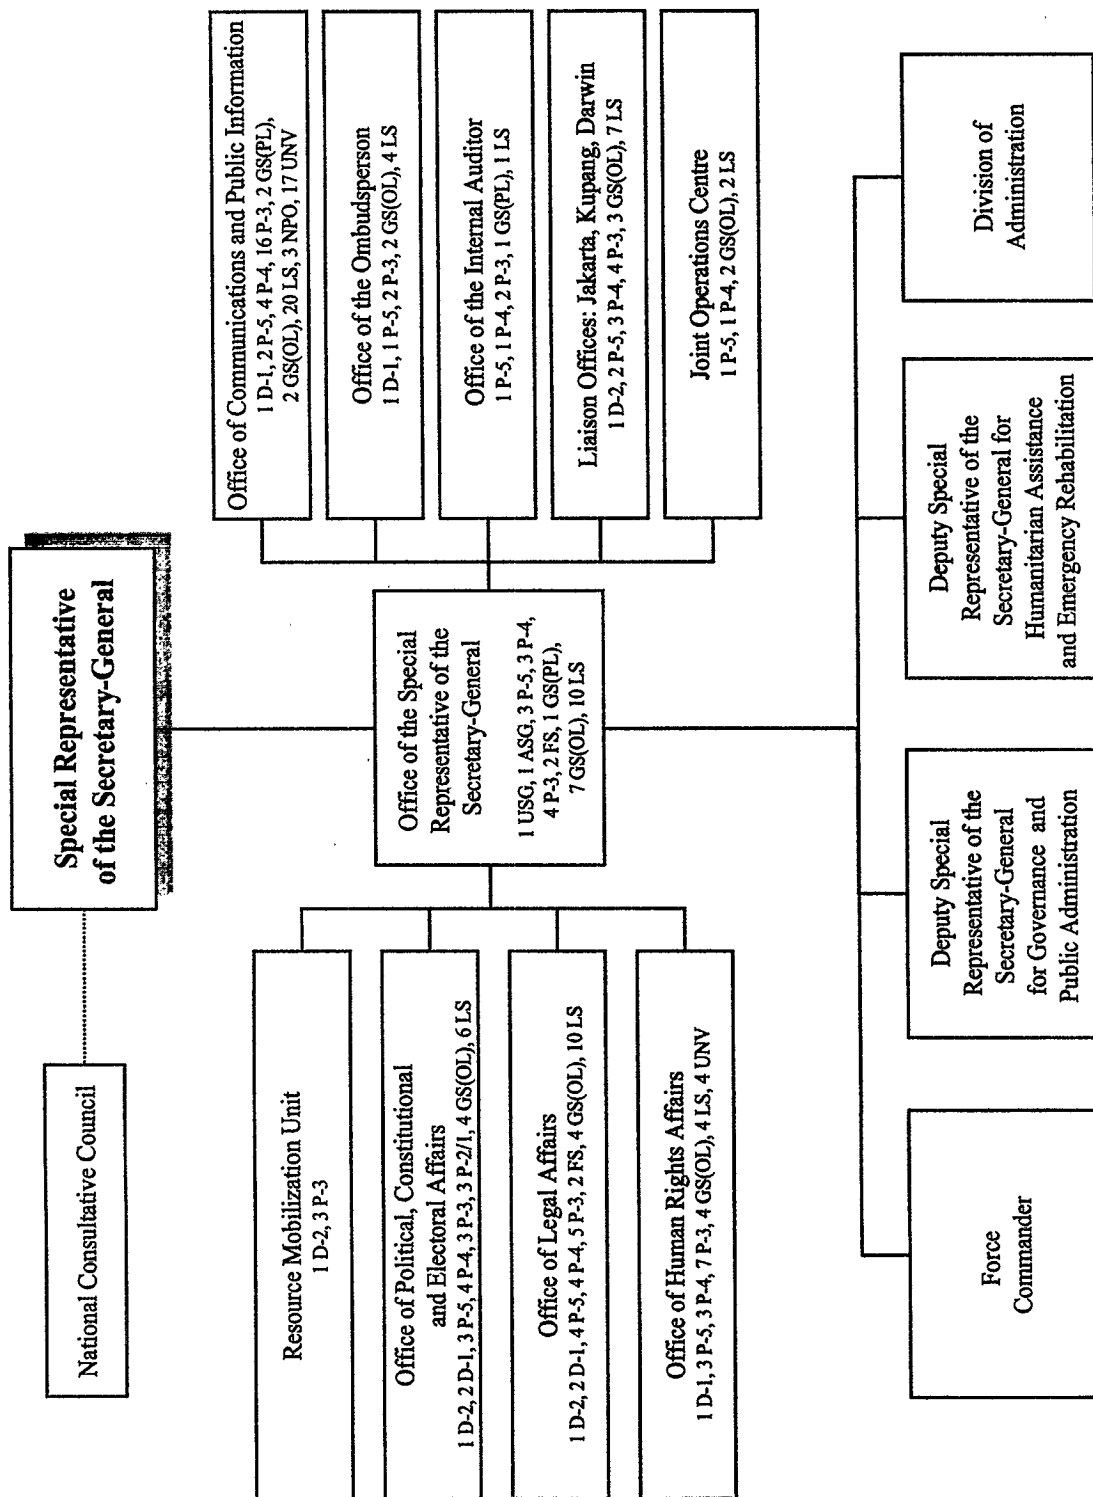 Special Representative
of the Secretary-General
National Consultative Council
Office of the Special
Representative of the
Secretary-General
1 USG, 1 ASG, 3 P-5, 3 P-4,
4 P-3, 2 FS, 1 GS(PL),
7 GS(OL), 10 LS
Resource Mobilization Unit
1 D-2, 3 P-3
Office of Political, Constitutional
and Electoral Affairs
1 D-2, 2 D-1, 3 P-5, 4 P-4, 3 P-3, 3 P-2/1, 4 GS(OL), 6 LS
Office of Legal Affairs
1 D-2, 2 D-1, 4 P-5, 4 P-4, 5 P-3, 2 FS, 4 GS(OL), 10 LS
Office of Human Rights Affairs
1 D-1, 3 P-5, 3 P-4, 7 P-3, 4 GS(OL), 4 LS, 4 UNV
Office of Communications and Public Information
1 D-1, 2 P-5, 4 P-4, 16 P-3, 2 GS(PL),
2 GS(OL), 20 LS, 3 NPO, 17 UNV
Office of the Ombudsperson
1 D-1, 1 P-5, 2 P-3, 2 GS(OL), 4 LS
Office of the Internal Auditor
1 P-5, 1 P-4, 2 P-3, 1 GS(PL), 1 LS
Liaison Offices: Jakarta, Kupang, Darwin
1 D-2, 2 P-5, 3 P-4, 4 P-3, 3 GS(OL), 7 LS
Joint Operations Centre
1 P-5, 1 P-4, 2 GS(OL), 2 LS
Force
Commander
Deputy Special
Representative of the
Secretary-General
for Governance and
Public Administration
Deputy Special
Representative of the
Secretary-General for
Humanitarian Assistance
and Emergency Rehabilitation
Division of
Administration